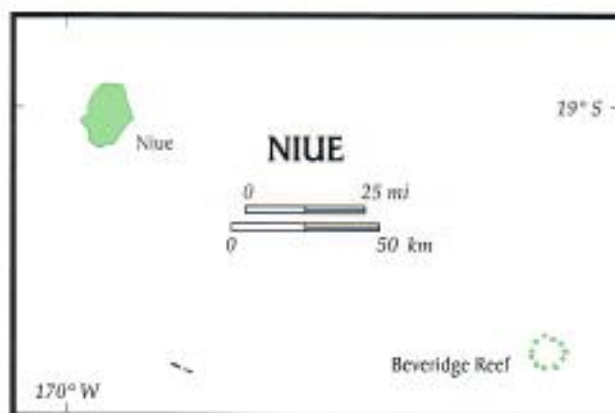 19° S
Niue
NIUE
0 25 mi
0 50 km
Beveridge Reef
170° W